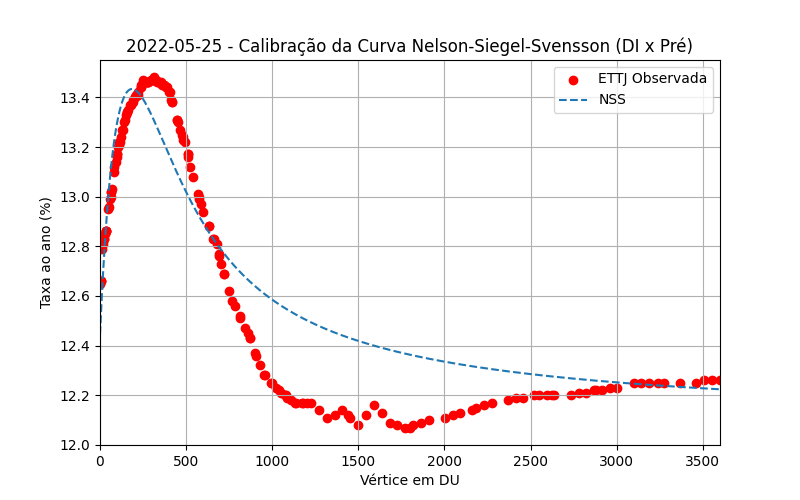 2022-05-25 - Calibração da Curva Nelson-Siegel-Svensson (DI x Pré)
ETTJ Observada
NSS
Taxa ao ano (%)
13.4
13.2
13.0
12.8
12.6
12.4
12.2
12.0
0 500 1000 1500 2000 2500 3000 3500
Vértice em DU